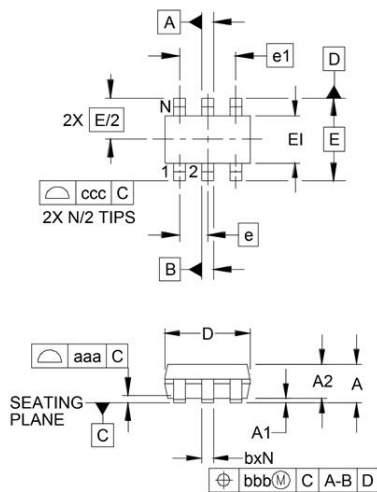 A
e1
D
N
2X E/2
EI
E
1 2
ccc C
2X N/2 TIPS
e
B
D
aaa C
A2 A
SEATING
PLANE
C
A1
bxN
bbb Ⓜ C A-B D